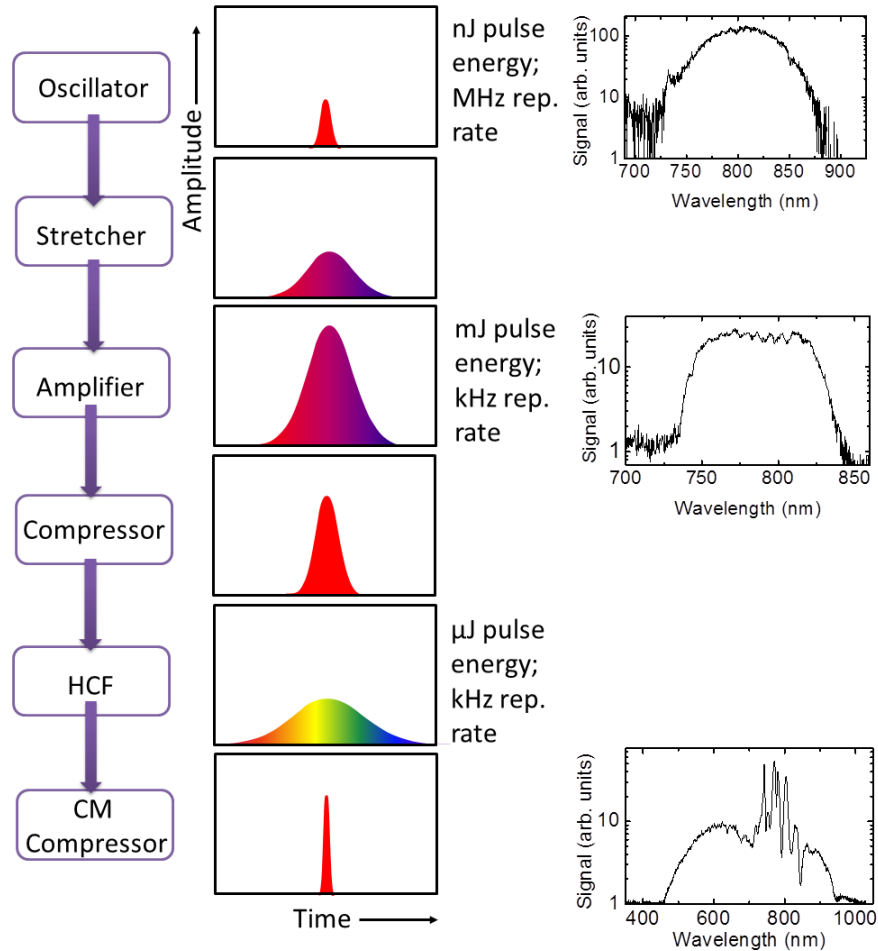 Oscillator
Stretcher
Amplifier
Compressor
HCF
CM
Compressor
Amplitude
Time
nJ pulse
energy;
MHz rep.
rate
mJ pulse
energy;
kHz rep.
rate
µJ pulse
energy;
kHz rep.
rate
Signal (arb. units)
100
10
1
700 750 800 850 900
Wavelength (nm)
Signal (arb. units)
10
1
700 750 800 850
Wavelength (nm)
Signal (arb. units)
10
1
400 600 800 1000
Wavelength (nm)